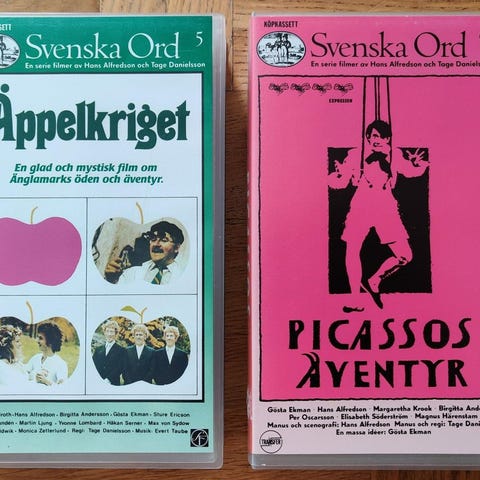 SETT
Svenska Ord 5
En serie filmer av Hans Alfredson och Tage Danielsson
Äppelkriget
En glad och mystisk film om
Änglamarks öden och äventyr.
Hans Alfredson - Birgitta Andersson - Gösta Ekman - Sture Ericson
Martin Ljung - Yvonne Lombard - Håkan Serner - Max von Sydow
Monica Zetterlund - Regi: Tage Danielsson - Musik: Evert Taube
KÖPKASSETT
Svenska Ord
En serie filmer av Hans Alfredson och Tage Danielsson
EXPRESSEN
PICASSOS
ÄVENTYR
Gösta Ekman Hans Alfredson Margaretha Krook Birgitta
Per Oscarsson Elisabeth Söderström Magnus Härenstam
Manus och scenografi: Hans Alfredson Manus och regi: Tage
En massa idéer: Gösta Ekman
TRANSFER